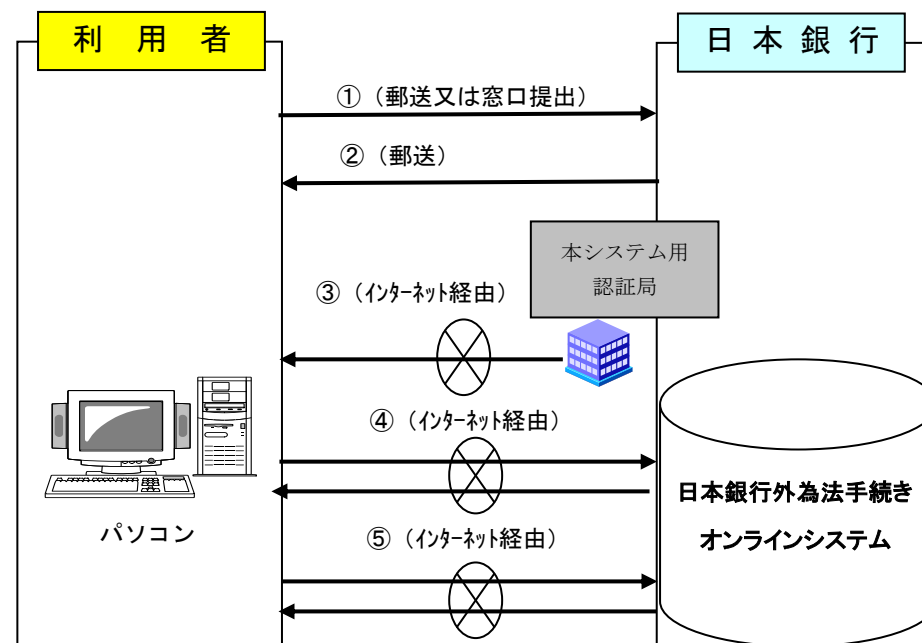 利 用 者
日 本 銀 行
① (郵送又は窓口提出)
② (郵送)
本システム用
認証局
③ (インターネット経由)
④ (インターネット経由)
日本銀行外為法手続き
オンラインシステム
パソコン
⑤ (インターネット経由)